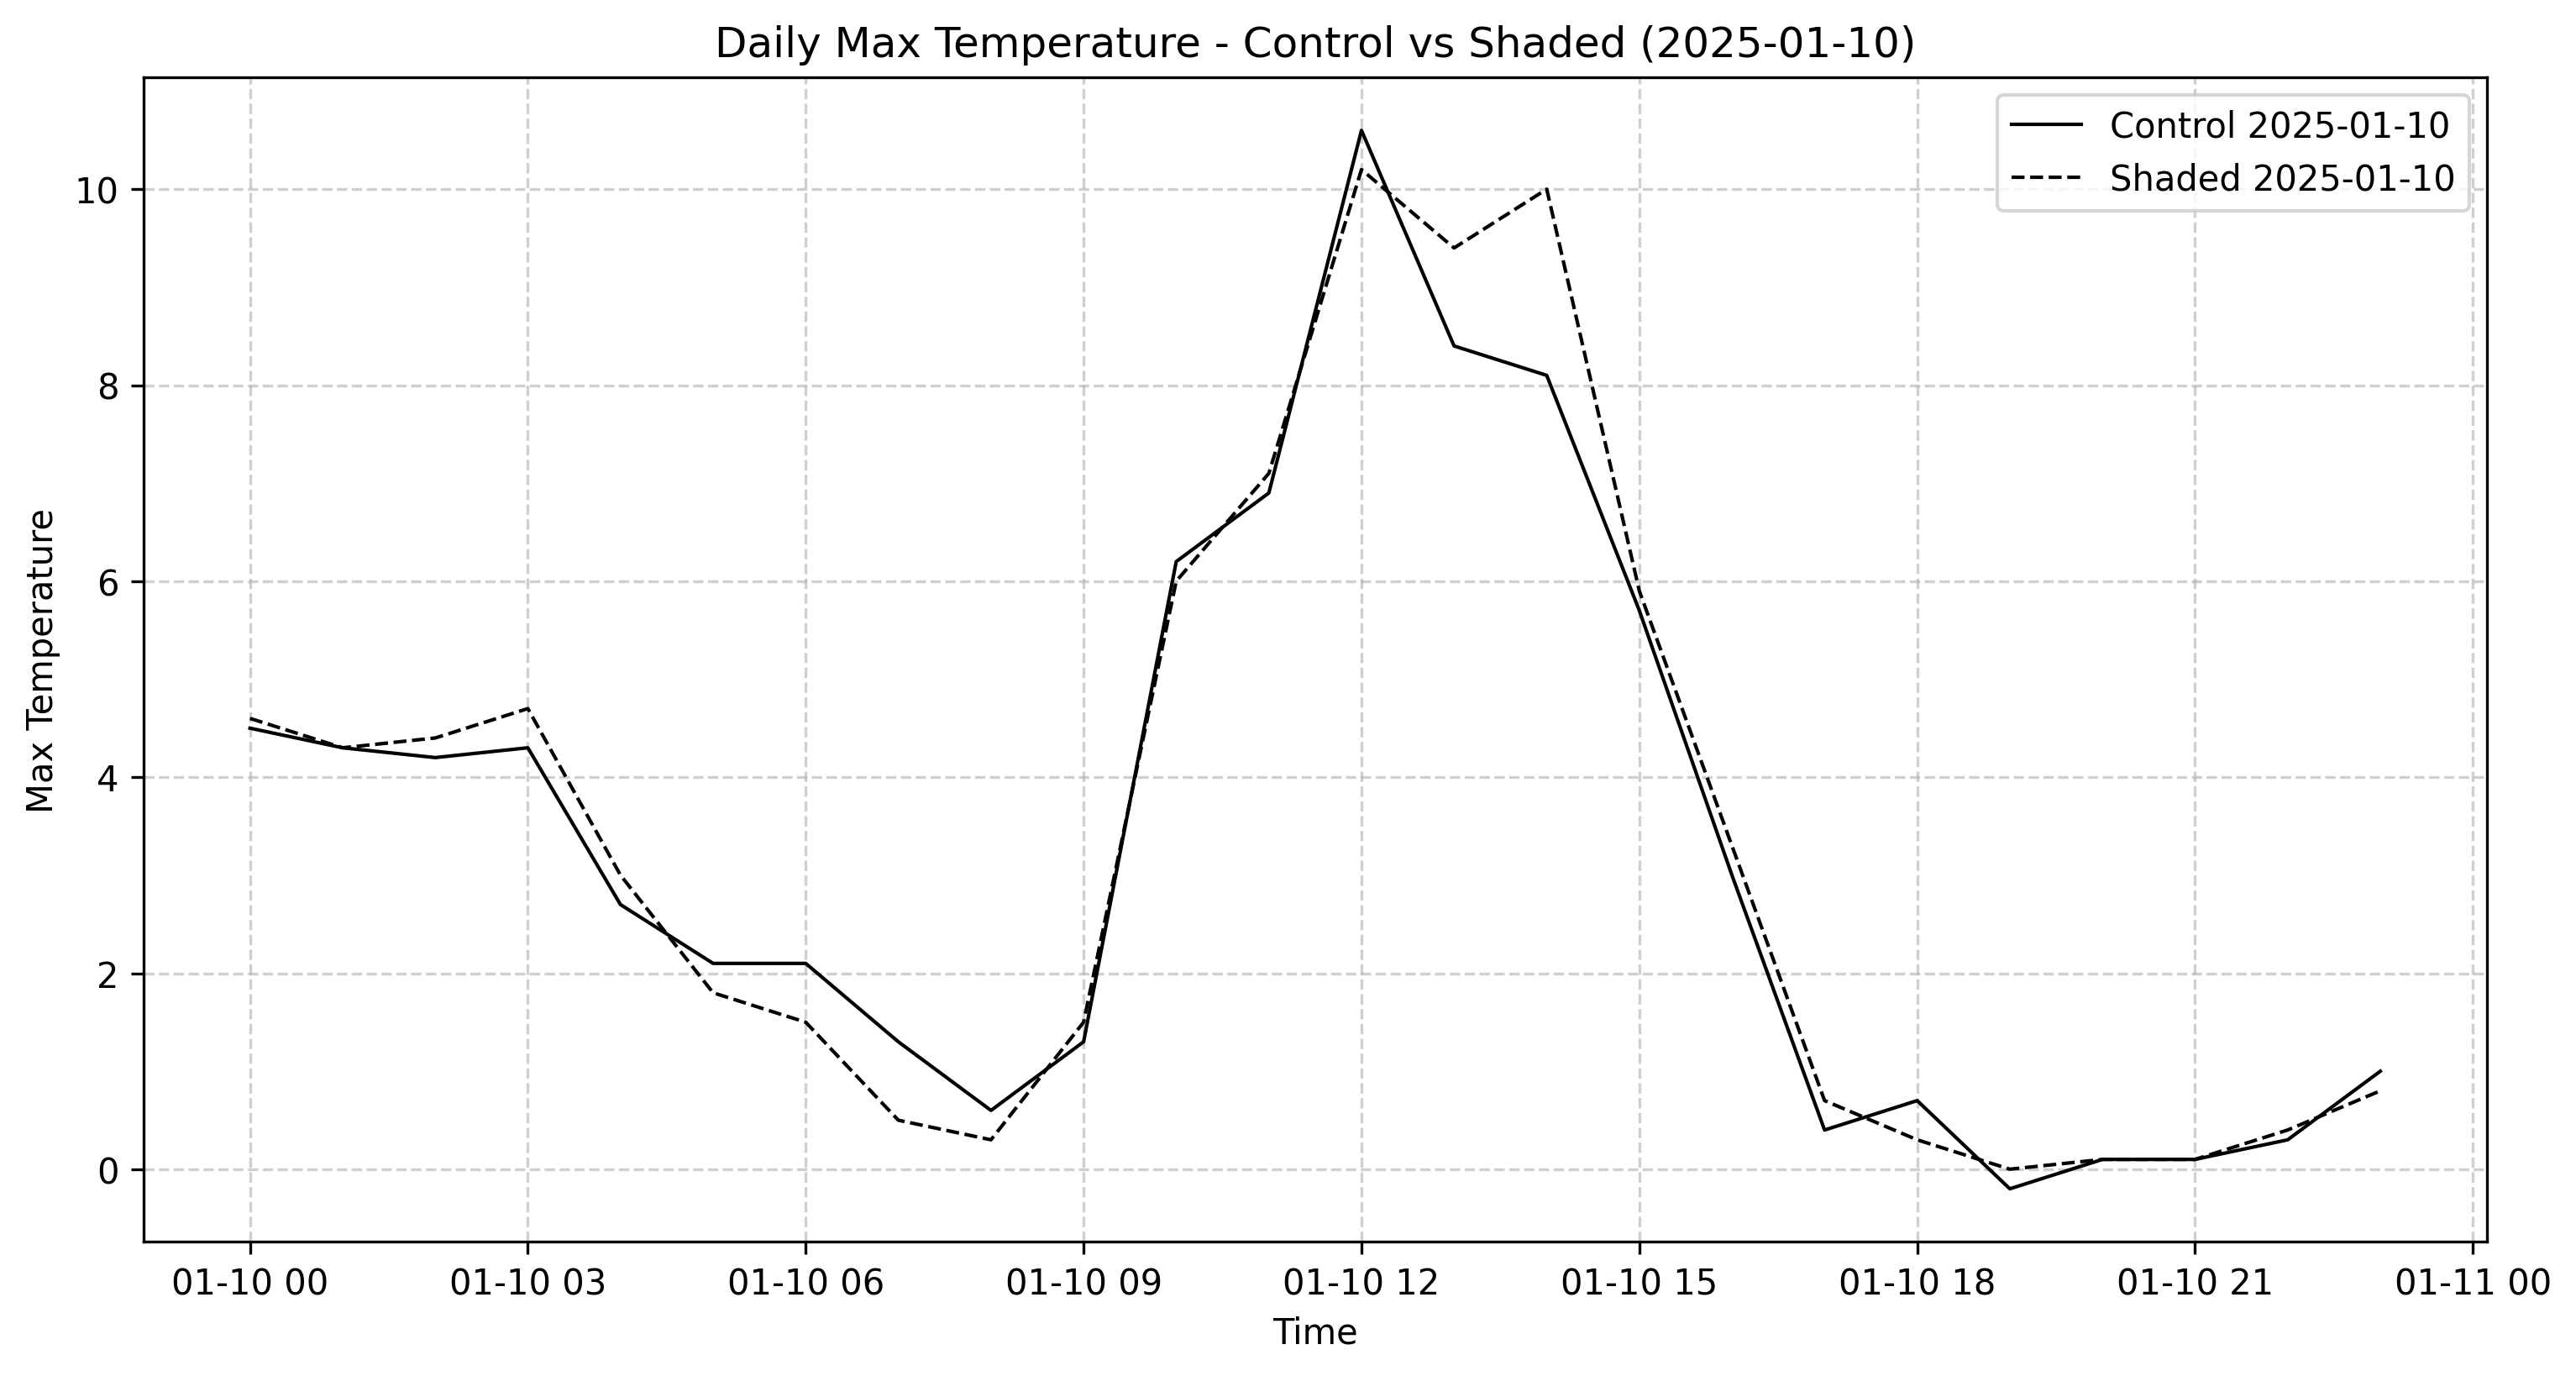 Daily Max Temperature - Control vs Shaded (2025-01-10)
Control 2025-01-10
Shaded 2025-01-10
Max Temperature
10
8
6
4
2
0
01-10 00 01-10 03 01-10 06 01-10 09 01-10 12 01-10 15 01-10 18 01-10 21 01-11 00
Time